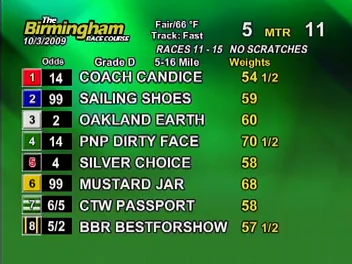 The
Birmingham
RACE COURSE
10/3/2009
Fair/66 °F
Track: Fast
5 MTR 11
RACES 11 - 15 NO SCRATCHES
Odds Grade D 5-16 Mile Weights
1 14 COACH CANDICE 54 1/2
2 99 SAILING SHOES 59
3 2 OAKLAND EARTH 60
4 14 PNP DIRTY FACE 70 1/2
5 4 SILVER CHOICE 58
6 99 MUSTARD JAR 68
7 6/5 CTW PASSPORT 58
8 5/2 BBR BESTFORSHOW 57 1/2